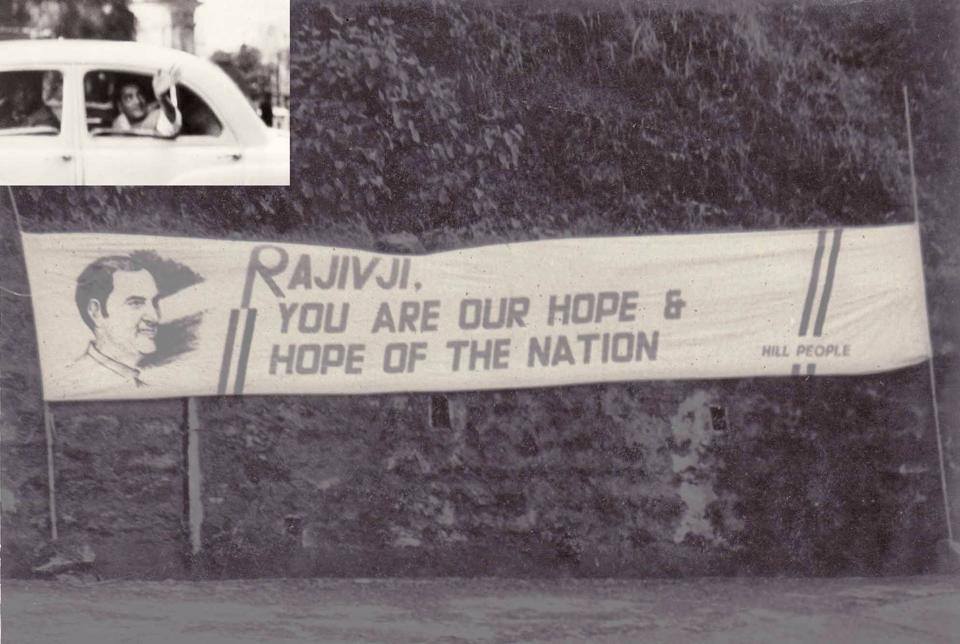 RAJIVJI,
YOU ARE OUR HOPE &
HOPE OF THE NATION
HILL PEOPLE